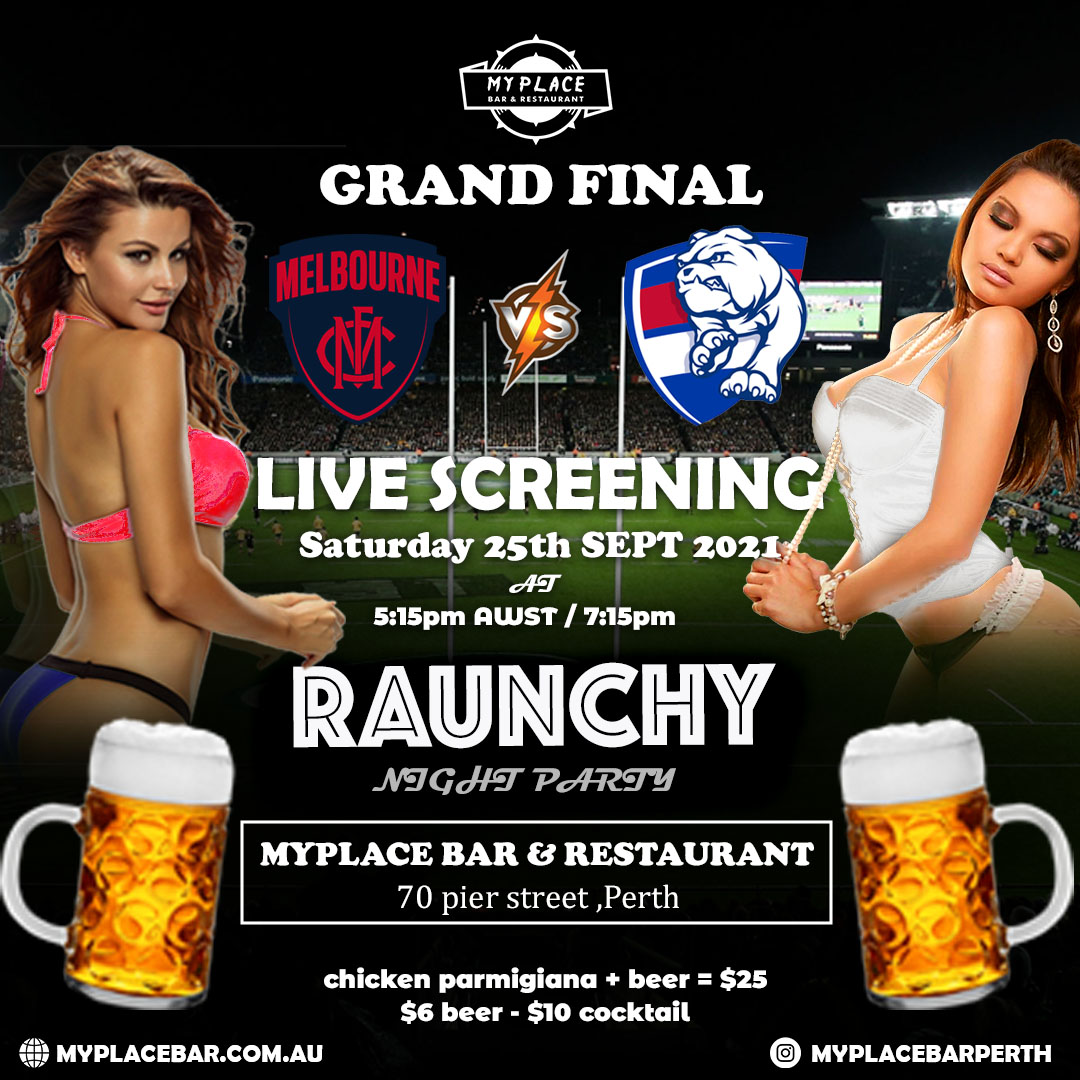 MYPLACE
BAR & RESTAURANT
GRAND FINAL
MELBOURNE
MFC
VS
LIVE SCREENING
Saturday 25th SEPT 2021
AT
5:15pm AWST / 7:15pm
RAUNCHY
NIGHT PARTY
MYPLACE BAR & RESTAURANT
70 pier street ,Perth
chicken parmigiana + beer = $25
$6 beer - $10 cocktail
MYPLACEBAR.COM.AU
MYPLACEBARPERTH
Panasonic